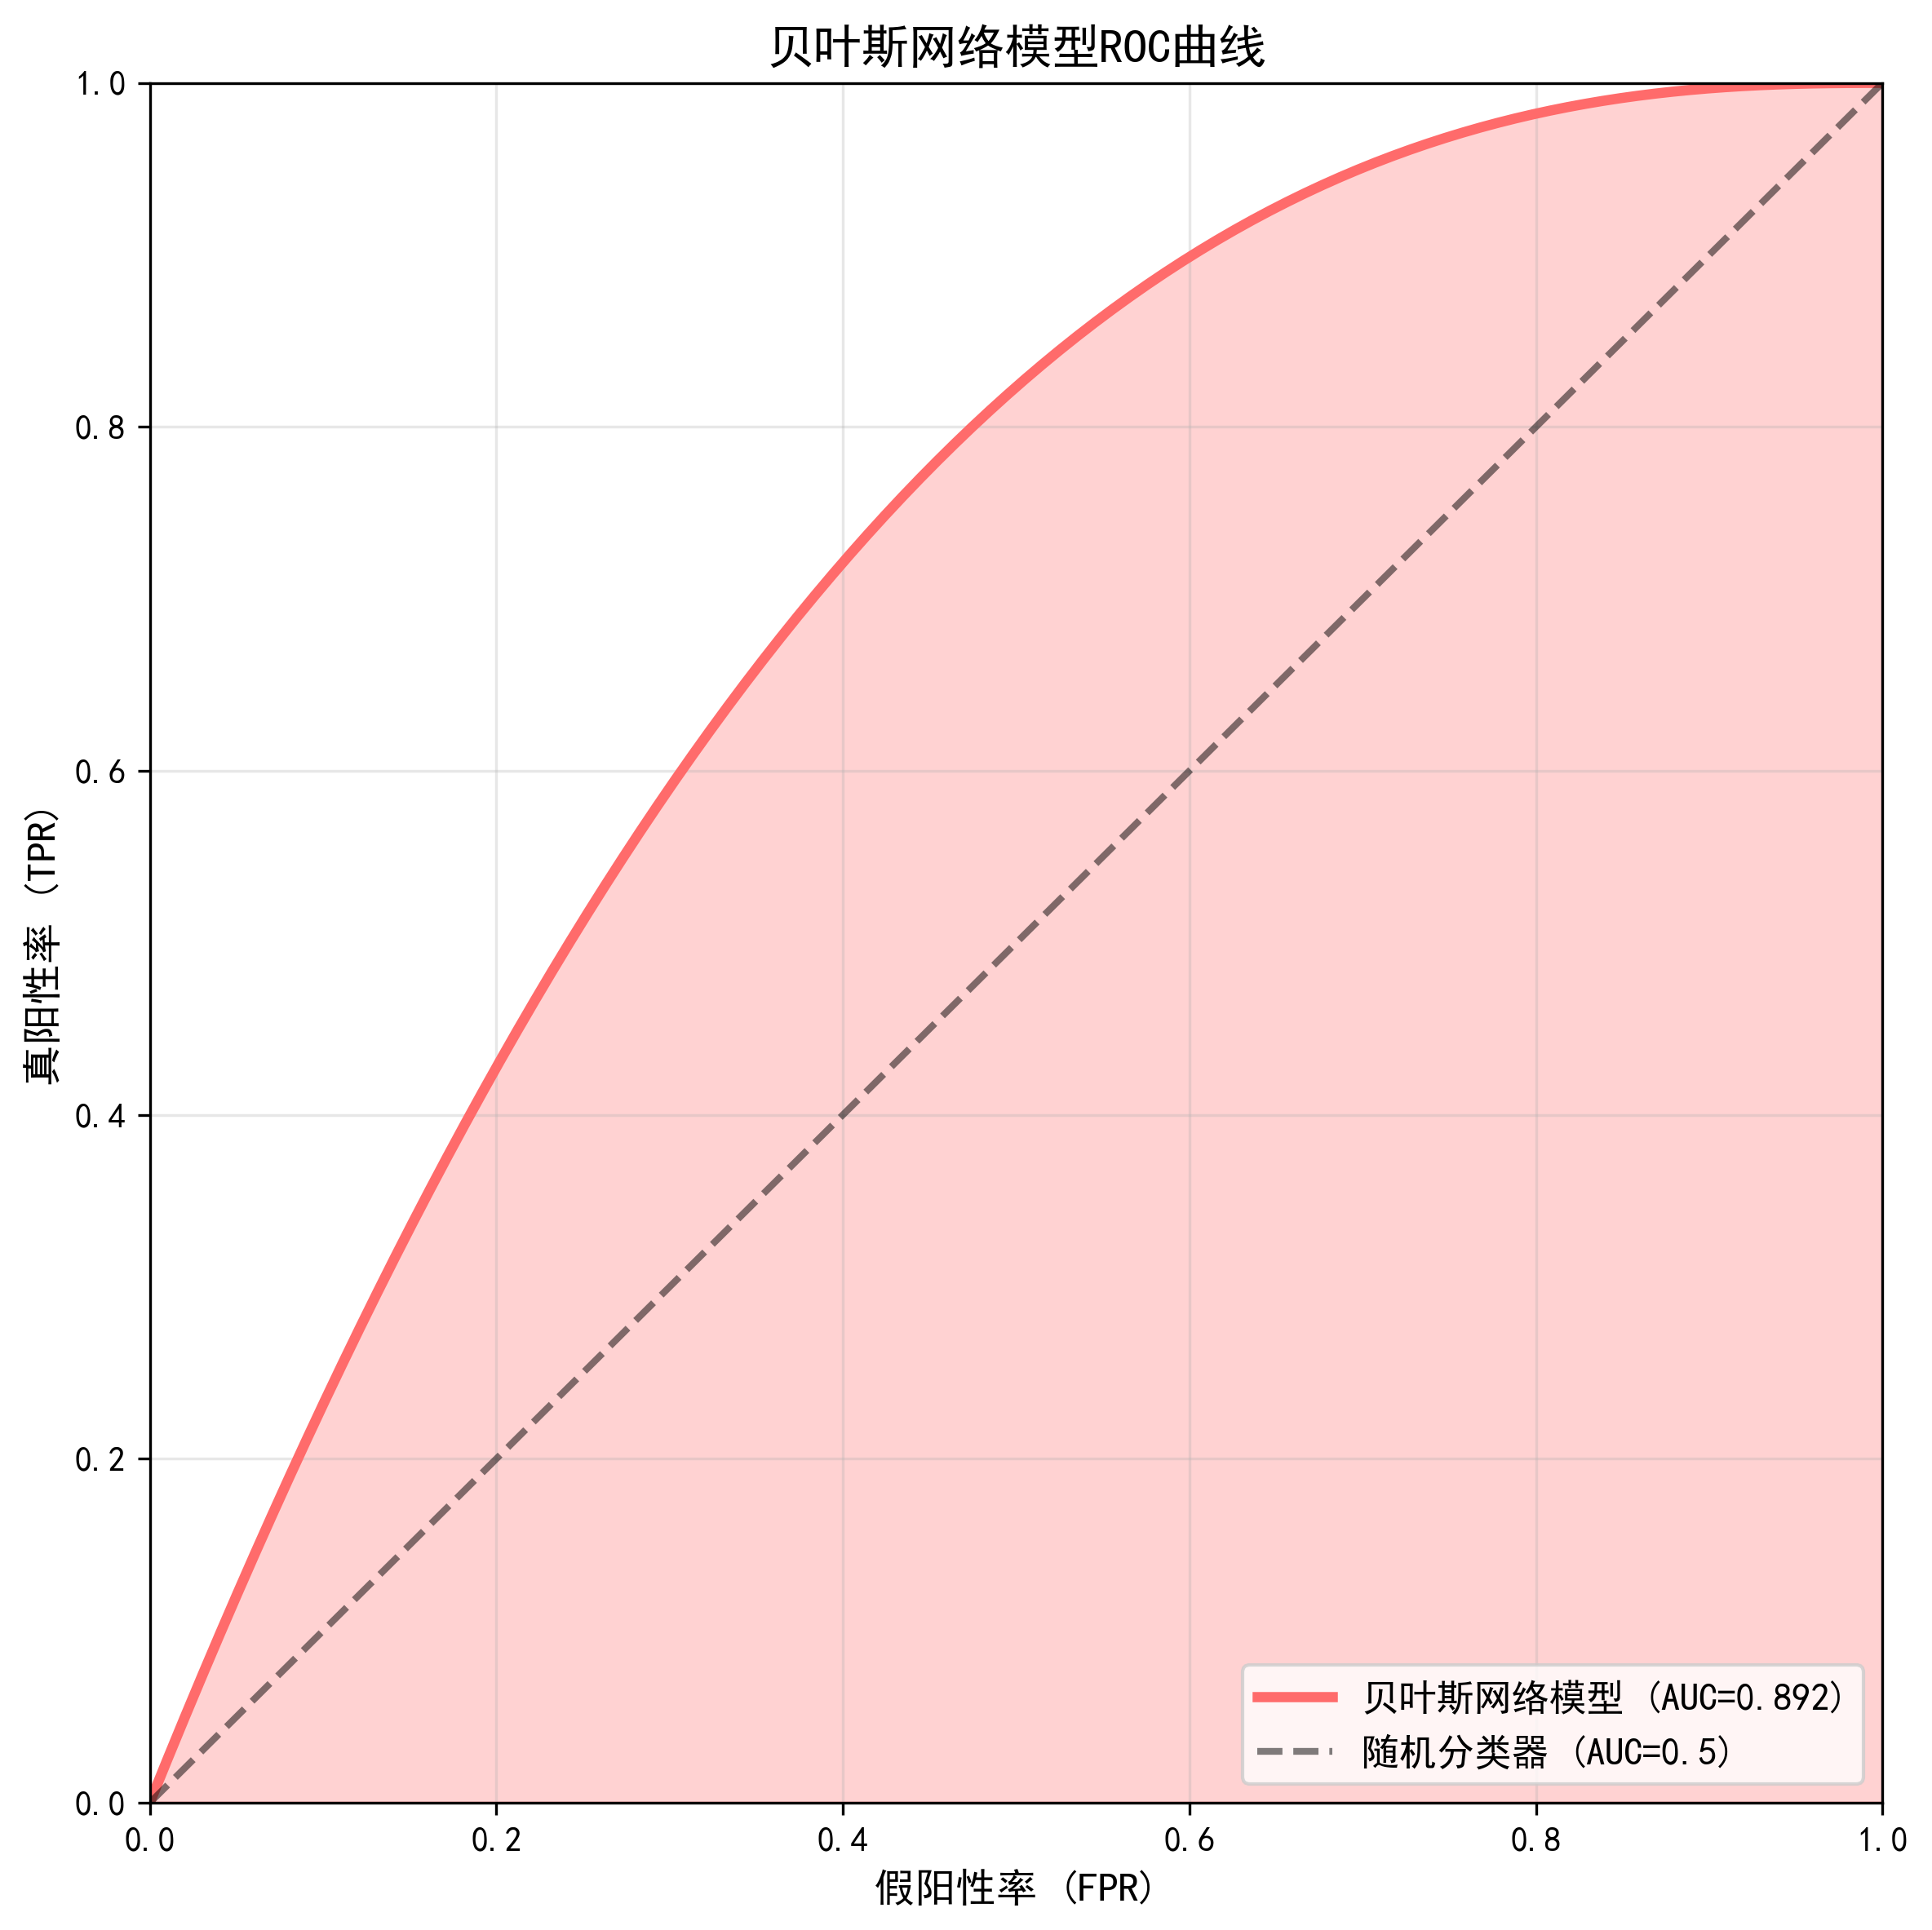 贝叶斯网络模型ROC曲线
1.0
0.8
0.6
0.4
0.2
0.0
真阳性率 (TPR)
0.0 0.2 0.4 0.6 0.8 1.0
假阳性率 (FPR)
贝叶斯网络模型 (AUC=0.892)
随机分类器 (AUC=0.5)